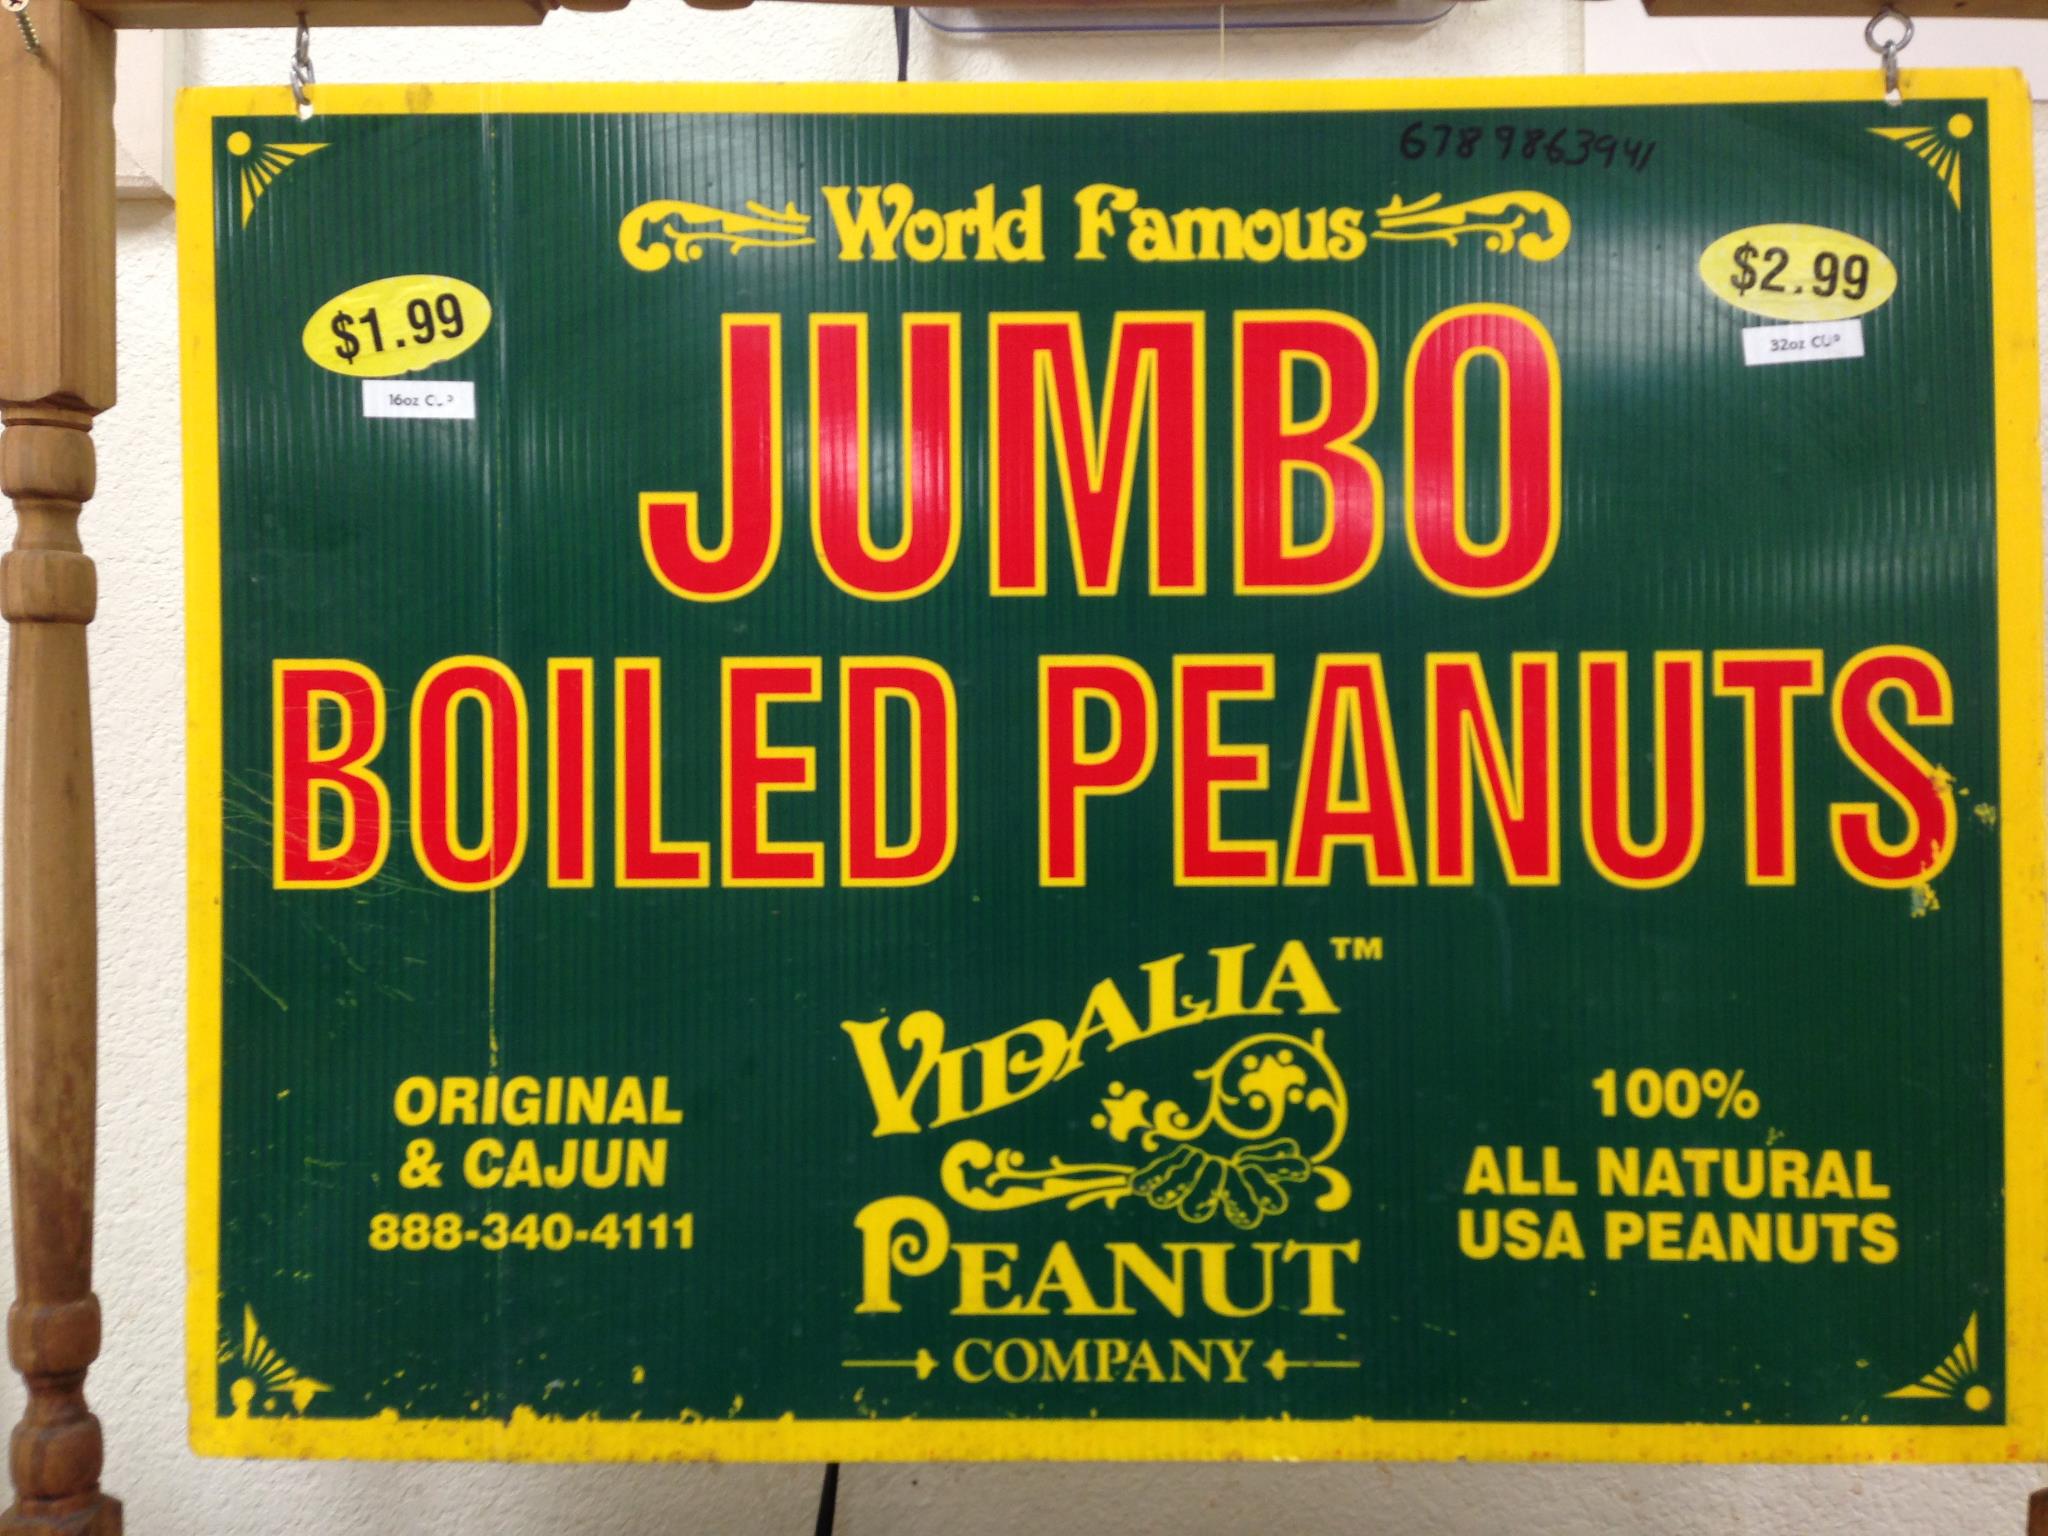 6789863941
World Famous
$1.99
16oz
$2.99
32oz CUP
JUMBO
BOILED PEANUTS
ORIGINAL
& CAJUN
888-340-4111
VIDALIA™
PEANUT
COMPANY
100%
ALL NATURAL
USA PEANUTS